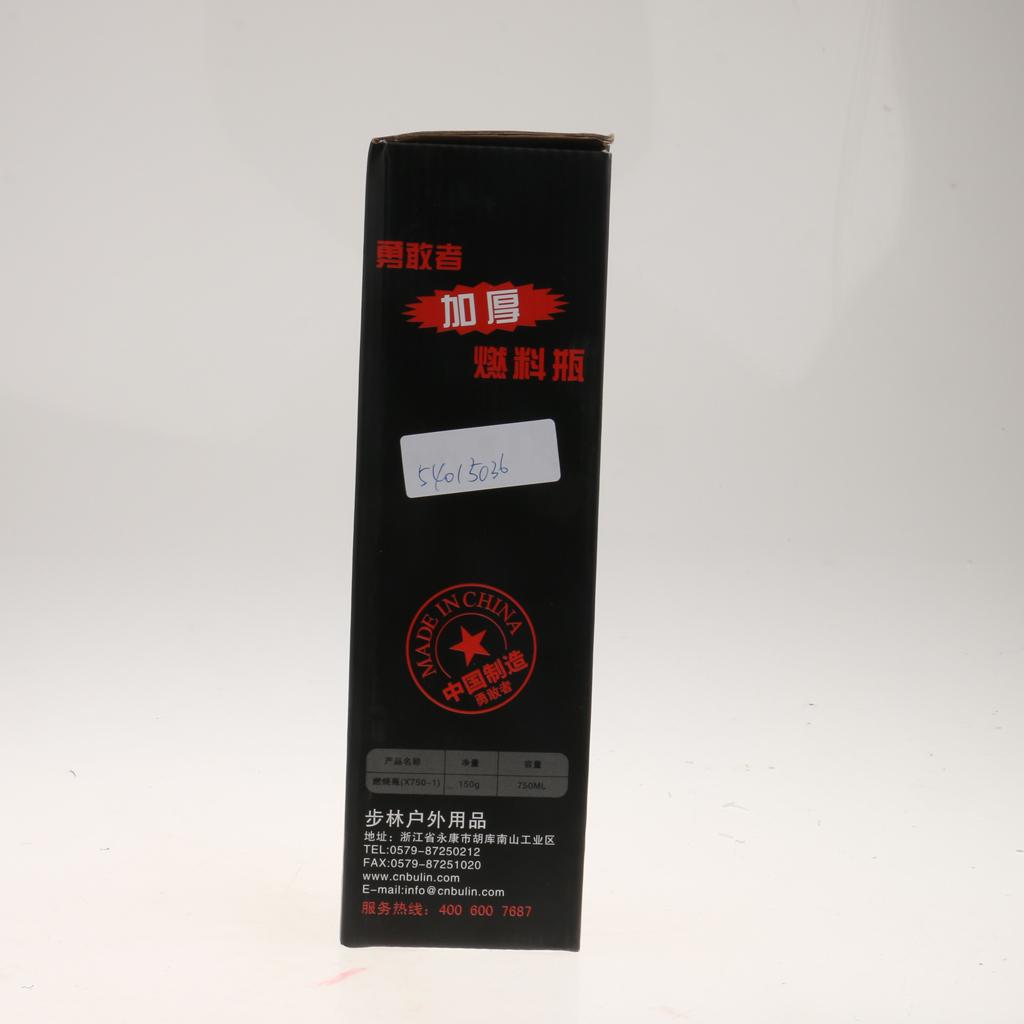 勇敢者
加厚
燃料瓶
54015036
MADE IN CHINA
中国制造
勇敢者
产品名称 净量 容量
燃烧瓶(X750-1) 150g 750ML
步林户外用品
地址：浙江省永康市胡库南山工业区
TEL:0579-87250212
FAX:0579-87251020
www.cnbulin.com
E-mail:info@cnbulin.com
服务热线：400 600 7687